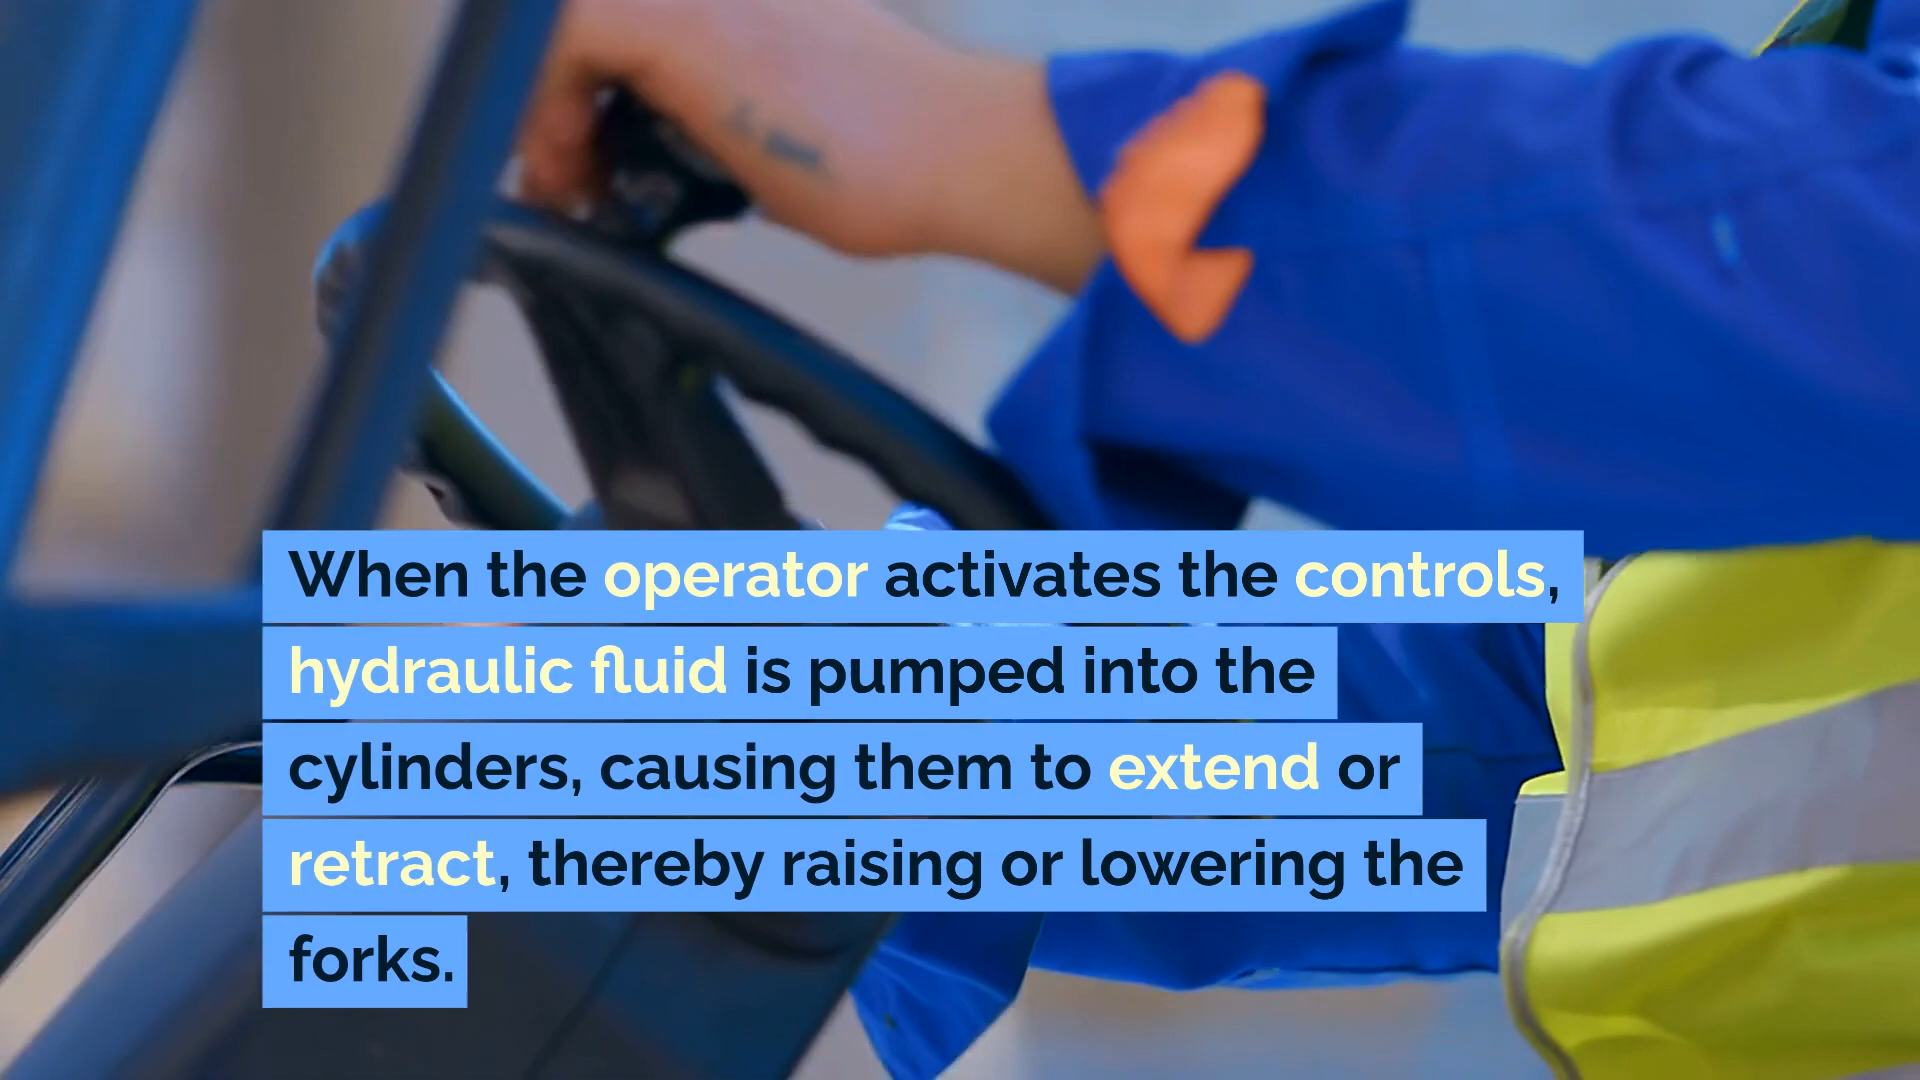 When the operator activates the controls,
hydraulic fluid is pumped into the
cylinders, causing them to extend or
retract, thereby raising or lowering the
forks.